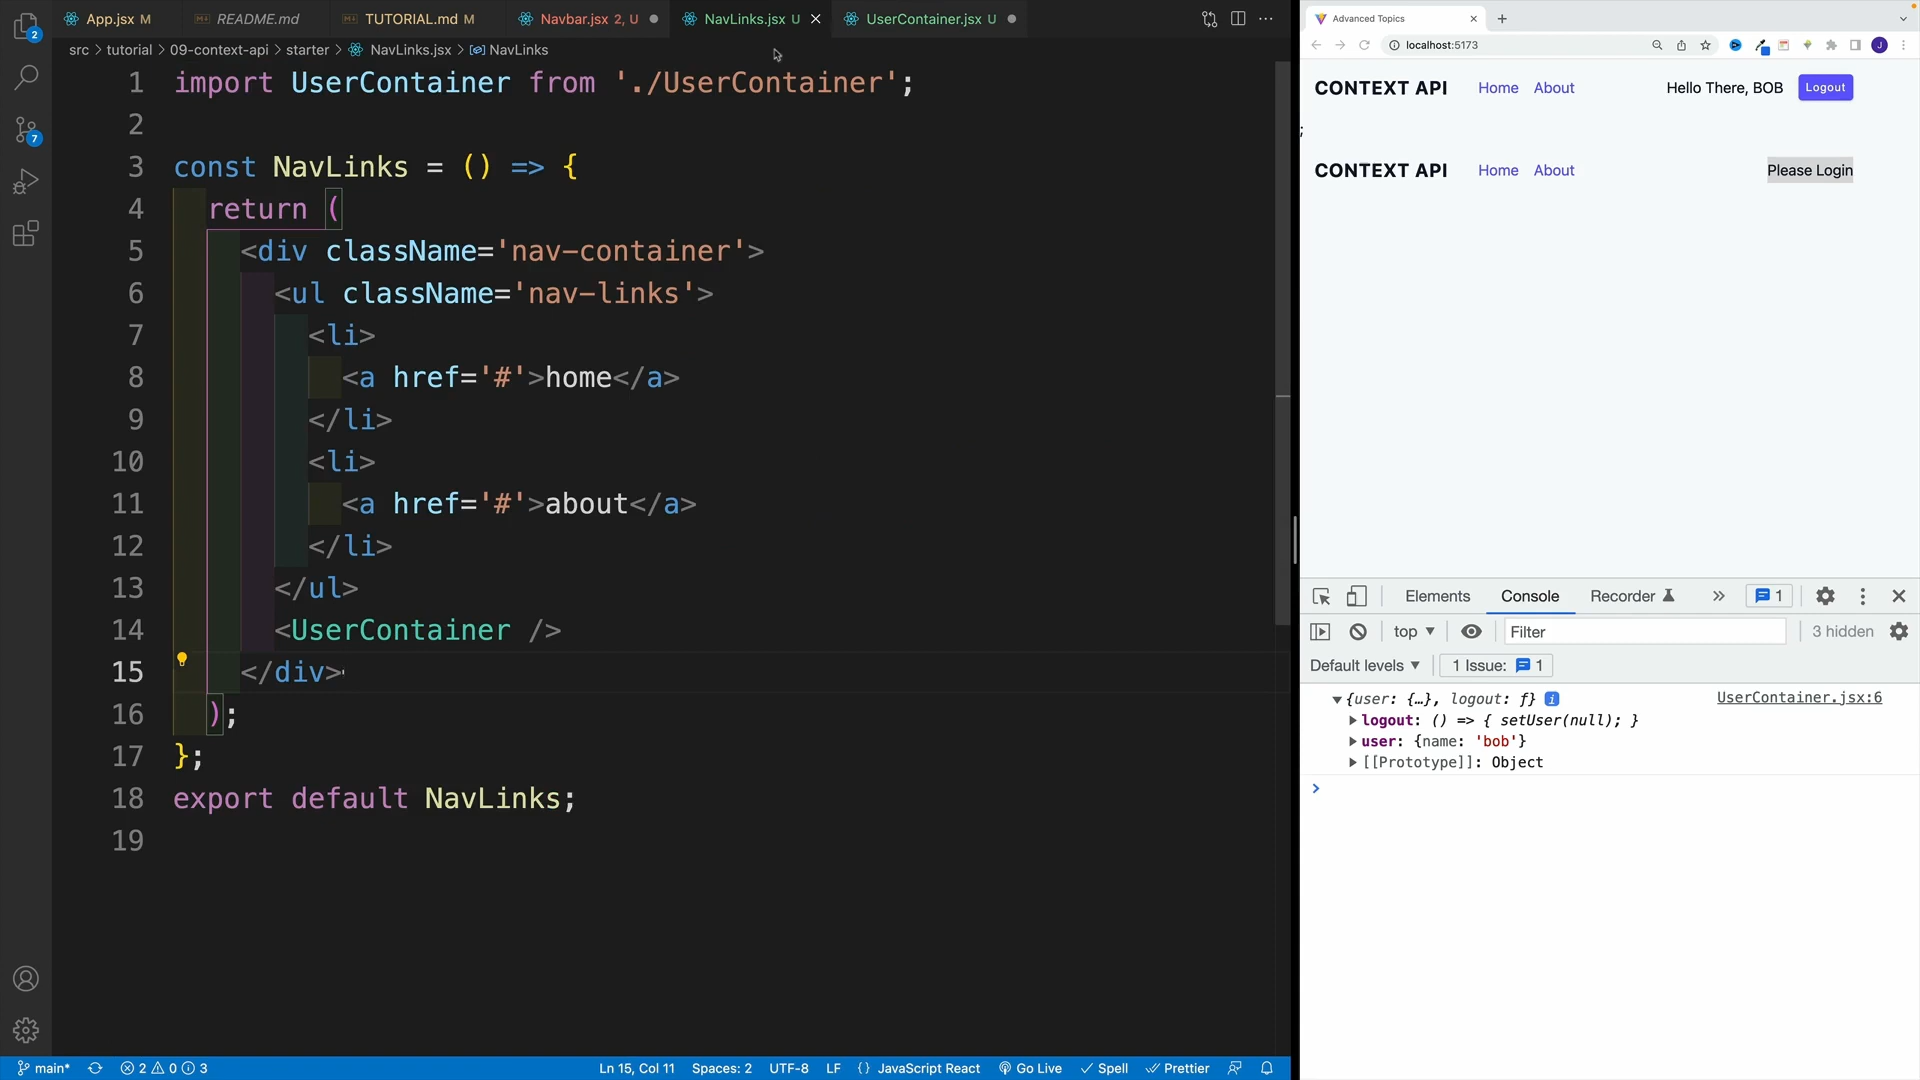 App.jsx M
README.md
TUTORIAL.md M
Navbar.jsx 2, U
NavLinks.jsx U
UserContainer.jsx U
src > tutorial > 09-context-api > starter > NavLinks.jsx > NavLinks
2
7
1 import UserContainer from './UserContainer';
2
3 const NavLinks = () => {
4 return (
5 <div className='nav-container'>
6 <ul className='nav-links'>
7 <li>
8 <a href='#'>home</a>
9 </li>
10 <li>
11 <a href='#'>about</a>
12 </li>
13 </ul>
14 <UserContainer />
15 </div>
16 );
17 };
18 export default NavLinks;
19
main* 2 0 3
Ln 15, Col 11 Spaces: 2 UTF-8 LF {} JavaScript React Go Live Spell Prettier
Advanced Topics
localhost:5173
J
CONTEXT API Home About Hello There, BOB Logout
;
CONTEXT API Home About Please Login
Elements Console Recorder 1
top Filter 3 hidden
Default levels 1 Issue: 1
{user: {…}, logout: ƒ} i UserContainer.jsx:6
logout: () => { setUser(null); }
user: {name: 'bob'}
[[Prototype]]: Object